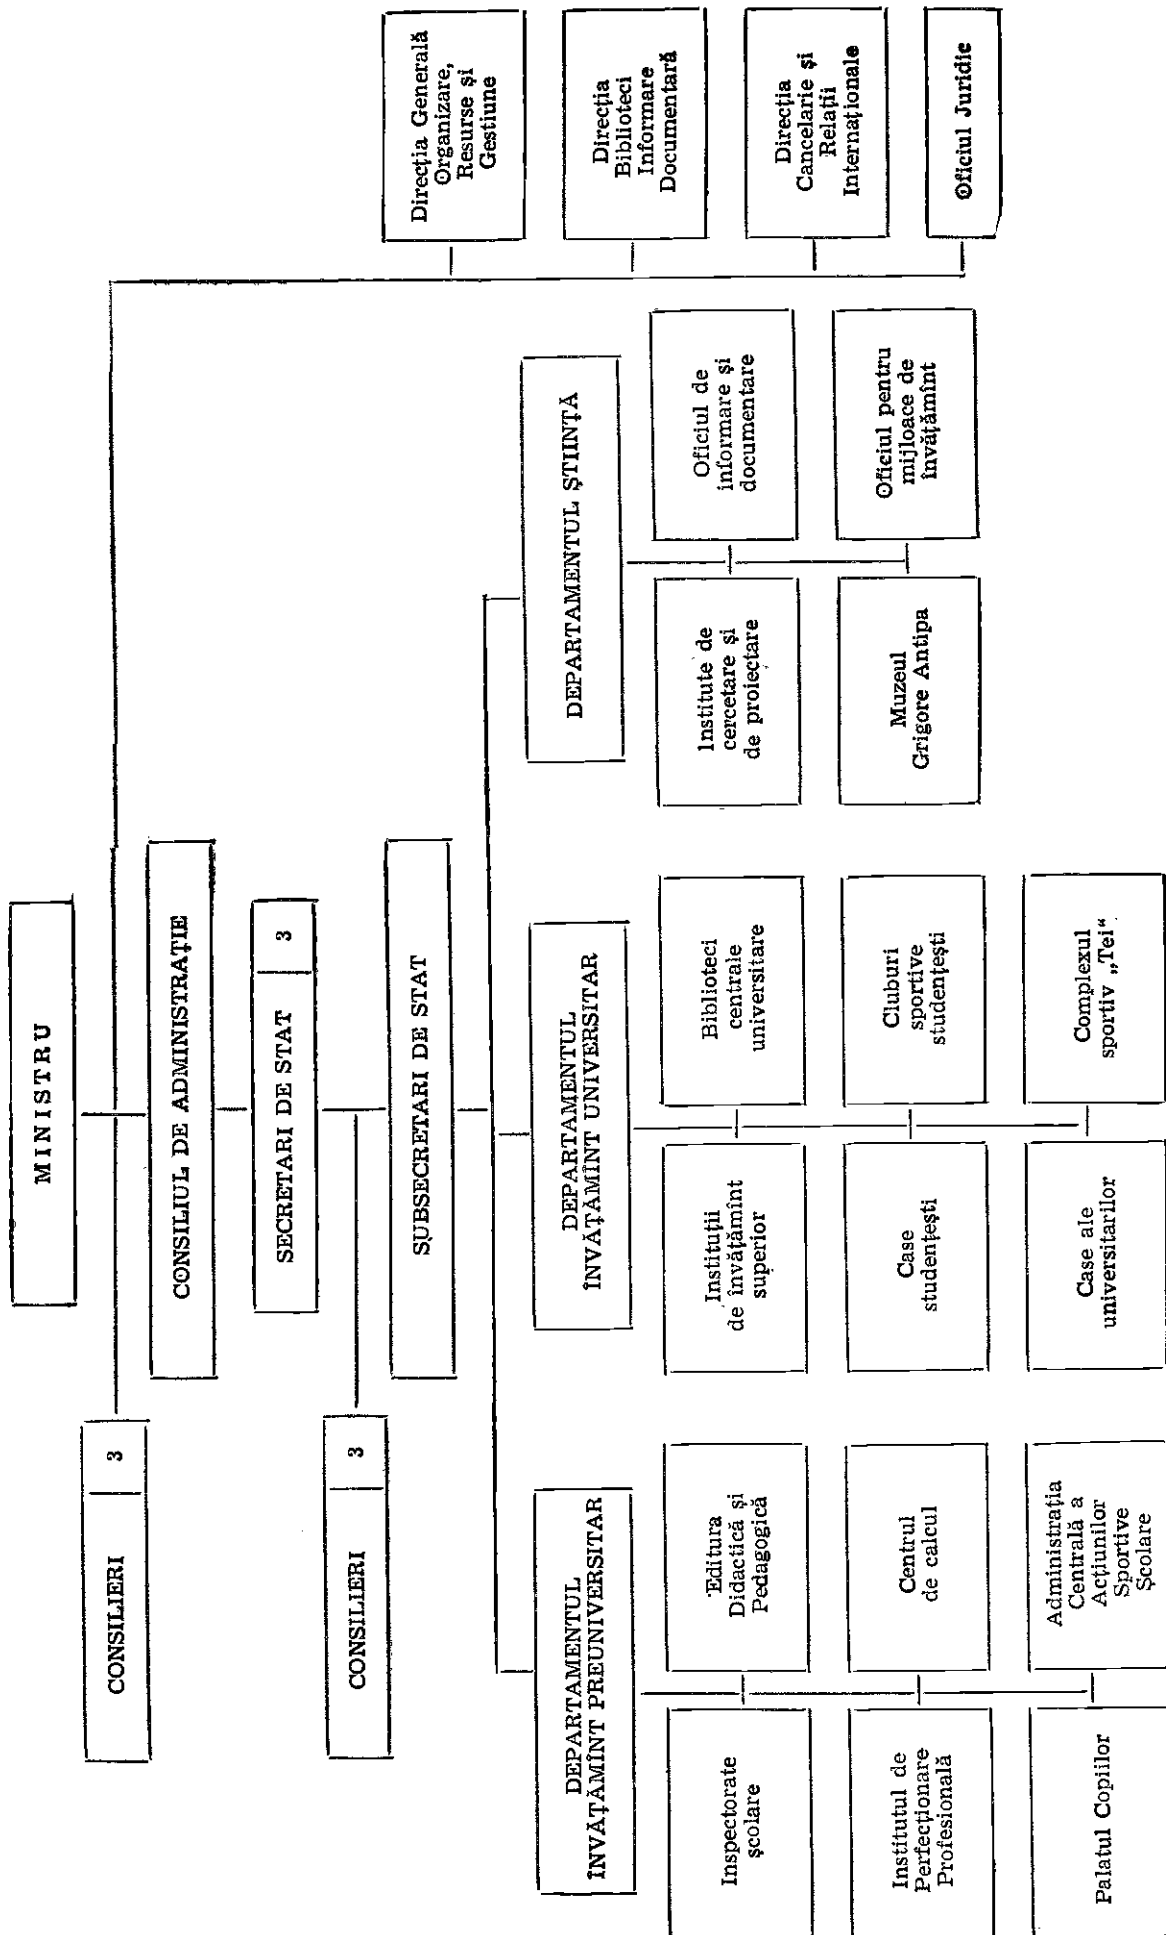 MINISTRU
CONSILIERI 3
CONSILIUL DE ADMINISTRAȚIE
SECRETARI DE STAT 3
CONSILIERI 3
SUBSECRETARI DE STAT
Direcția Generală
Organizare,
Resurse și
Gestiune
Direcția
Biblioteci
Informare
Documentară
Direcția
Cancelarie și
Relații
Internaționale
Oficiul Juridic
DEPARTAMENTUL
ÎNVĂȚĂMÎNT PREUNIVERSITAR
Inspectorate
școlare
Editura
Didactică și
Pedagogică
Institutul de
Perfecționare
Profesională
Centrul
de calcul
Palatul Copiilor
Administrația
Centrală a
Acțiunilor
Sportive
Școlare
DEPARTAMENTUL
ÎNVĂȚĂMÎNT UNIVERSITAR
Instituții
de învățămînt
superior
Biblioteci
centrale
universitare
Case
studențești
Cluburi
sportive
studențești
Case ale
universitarilor
Complexul
sportiv „Tei“
DEPARTAMENTUL ȘTIINȚĂ
Institute de
cercetare și
de proiectare
Oficiul de
informare și
documentare
Muzeul
Grigore Antipa
Oficiul pentru
mijloace de
învățămînt